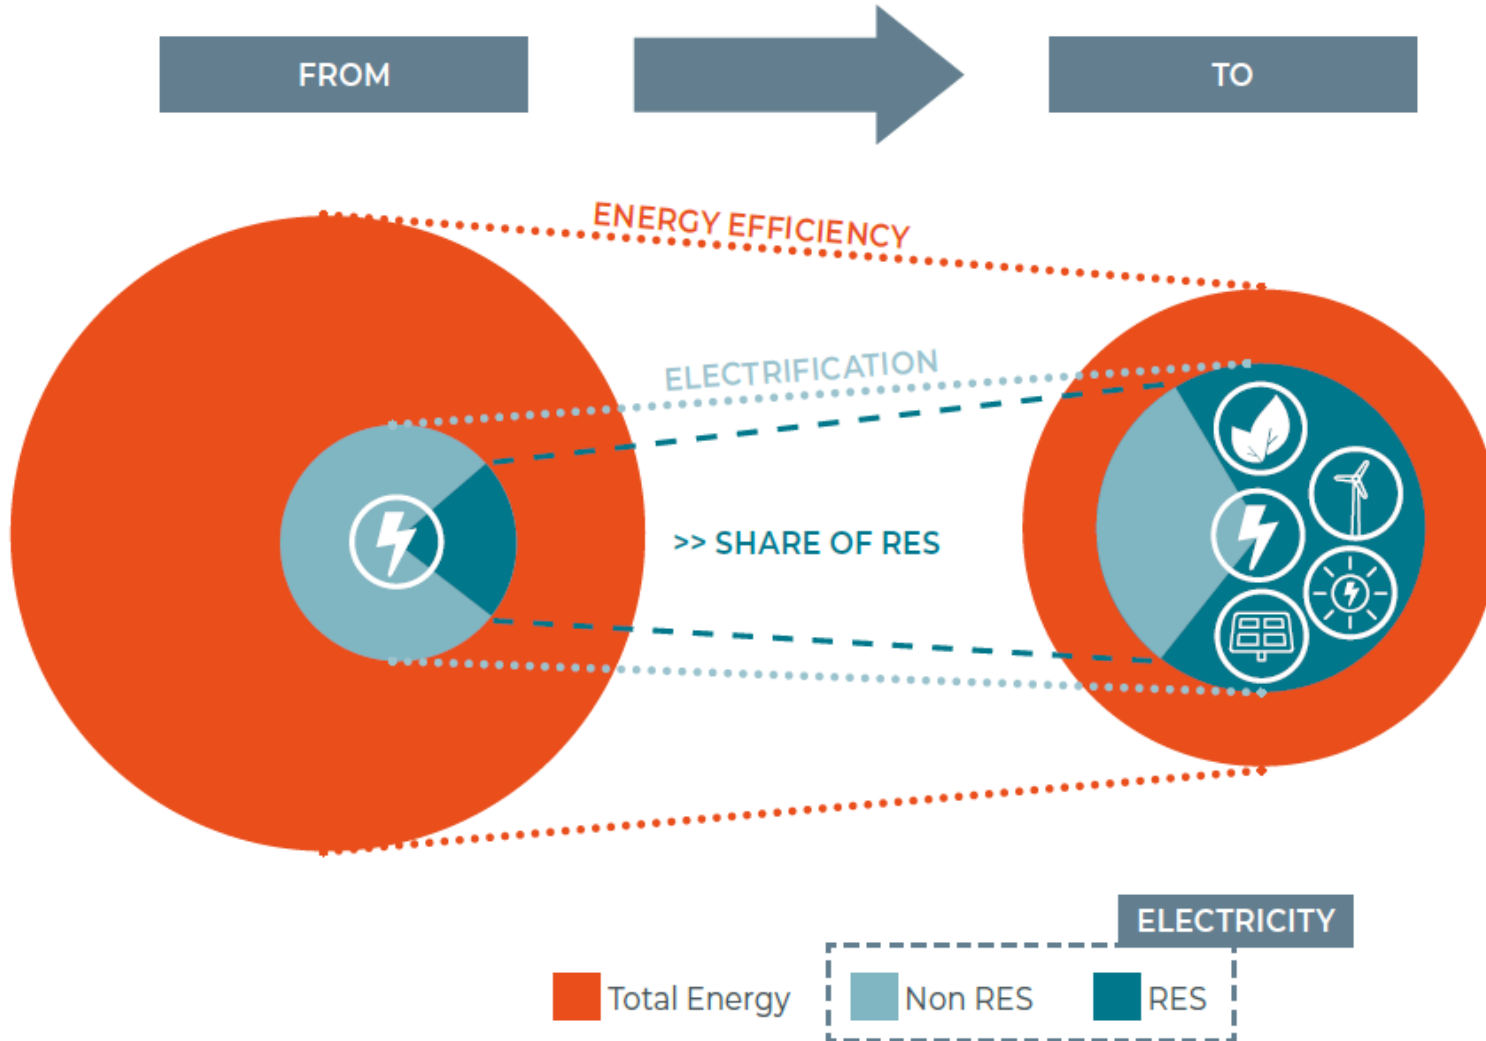 FROM
TO
ENERGY EFFICIENCY
ELECTRIFICATION
>> SHARE OF RES
ELECTRICITY
Total Energy
Non RES
RES